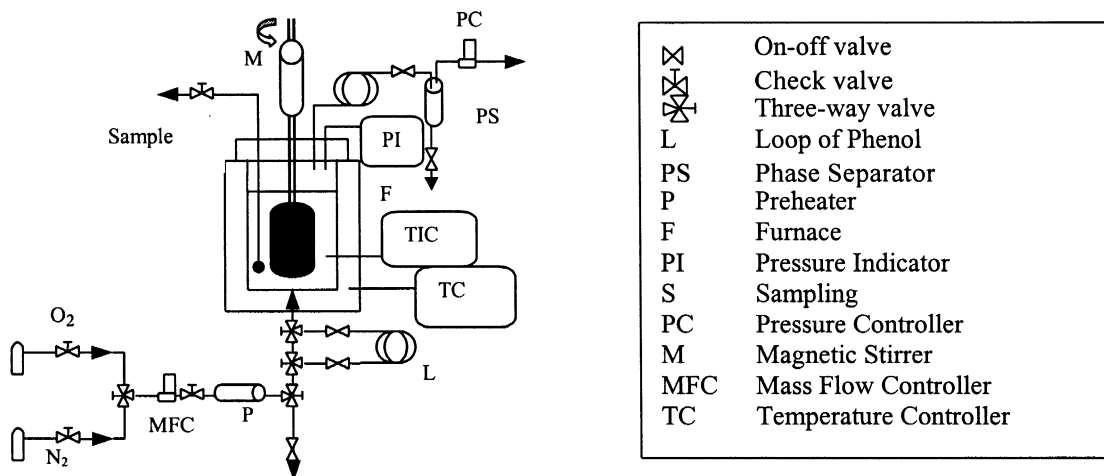 PC
M
Sample
PS
PI
F
TIC
TC
O2
L
P
MFC
N2
On-off valve
Check valve
Three-way valve
L Loop of Phenol
PS Phase Separator
P Preheater
F Furnace
PI Pressure Indicator
S Sampling
PC Pressure Controller
M Magnetic Stirrer
MFC Mass Flow Controller
TC Temperature Controller